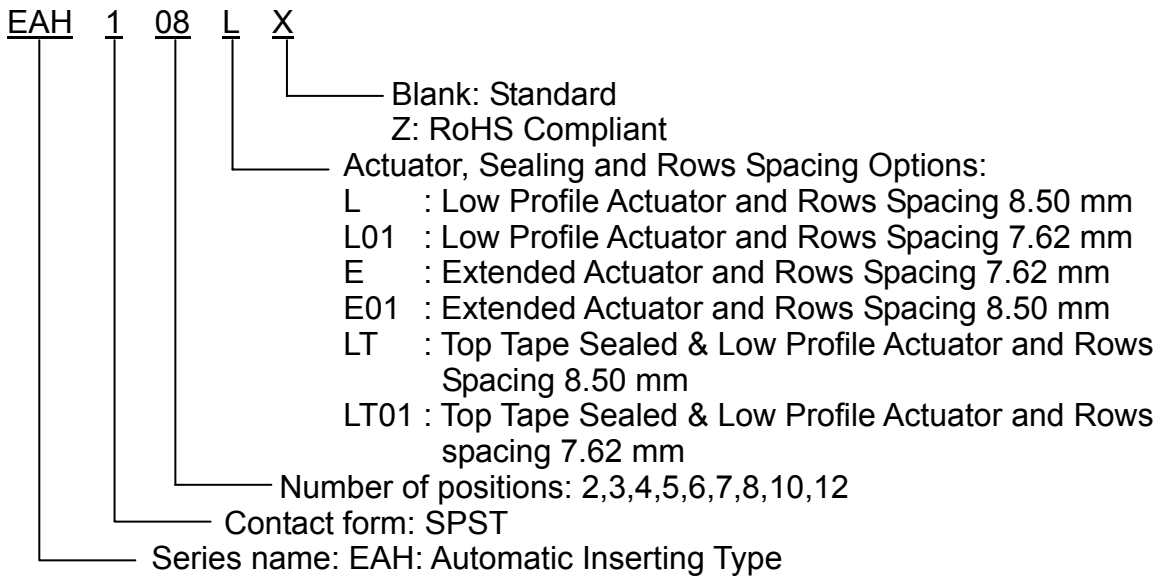 EAH 1 08 L X
Blank: Standard
Z: RoHS Compliant
Actuator, Sealing and Rows Spacing Options:
L : Low Profile Actuator and Rows Spacing 8.50 mm
L01 : Low Profile Actuator and Rows Spacing 7.62 mm
E : Extended Actuator and Rows Spacing 7.62 mm
E01 : Extended Actuator and Rows Spacing 8.50 mm
LT : Top Tape Sealed & Low Profile Actuator and Rows
Spacing 8.50 mm
LT01 : Top Tape Sealed & Low Profile Actuator and Rows
spacing 7.62 mm
Number of positions: 2,3,4,5,6,7,8,10,12
Contact form: SPST
Series name: EAH: Automatic Inserting Type